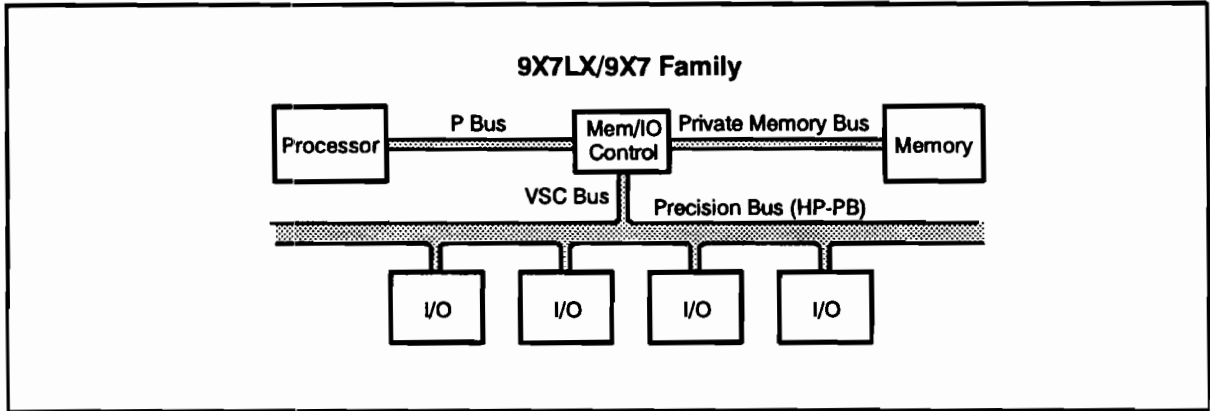 9X7LX/9X7 Family
Processor
P Bus
Mem/IO
Control
Private Memory Bus
Memory
VSC Bus
Precision Bus (HP-PB)
I/O
I/O
I/O
I/O